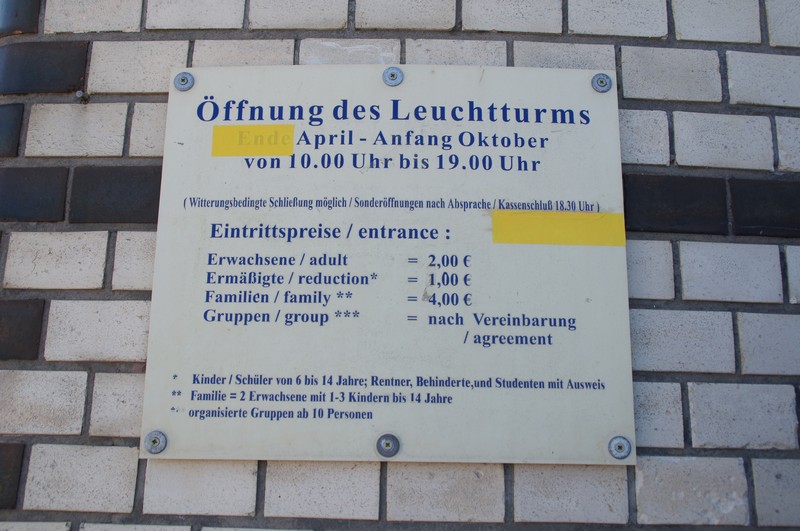 Öffnung des Leuchtturms
Ende April - Anfang Oktober
von 10.00 Uhr bis 19.00 Uhr
( Witterungsbedingte Schließung möglich / Sonderöffnungen nach Absprache / Kassenschluß 18.30 Uhr )
Eintrittspreise / entrance :
Erwachsene / adult = 2,00 €
Ermäßigte / reduction* = 1,00 €
Familien / family ** = 4,00 €
Gruppen / group *** = nach Vereinbarung
/ agreement
* Kinder / Schüler von 6 bis 14 Jahre; Rentner, Behinderte,und Studenten mit Ausweis
** Familie = 2 Erwachsene mit 1-3 Kindern bis 14 Jahre
*** organisierte Gruppen ab 10 Personen